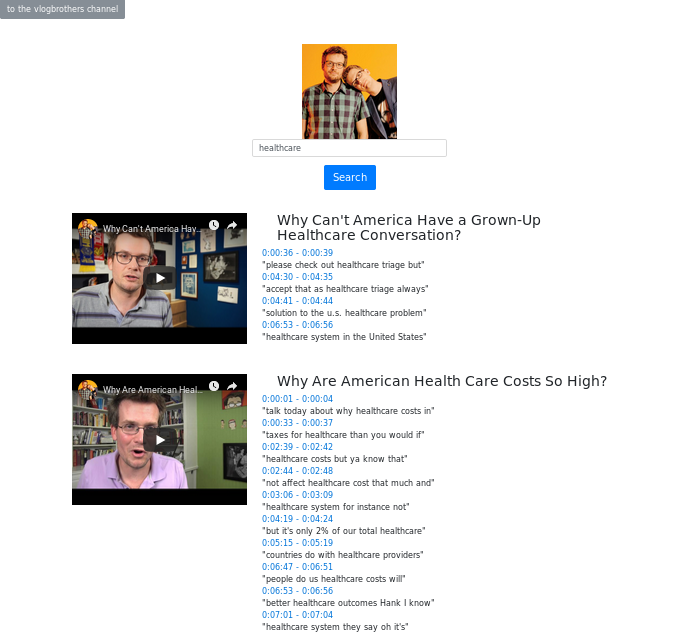 to the vlogbrothers channel
healthcare
Search
Why Can't America Hav...
Why Can't America Have a Grown-Up
Healthcare Conversation?
0:00:36 - 0:00:39
"please check out healthcare triage but"
0:04:30 - 0:04:35
"accept that as healthcare triage always"
0:04:41 - 0:04:44
"solution to the u.s. healthcare problem"
0:06:53 - 0:06:56
"healthcare system in the United States"
Why Are American Heal...
Why Are American Health Care Costs So High?
0:00:01 - 0:00:04
"talk today about why healthcare costs in"
0:00:33 - 0:00:37
"taxes for healthcare than you would if"
0:02:39 - 0:02:42
"healthcare costs but ya know that"
0:02:44 - 0:02:48
"not affect healthcare cost that much and"
0:03:06 - 0:03:09
"healthcare system for instance not"
0:04:19 - 0:04:24
"but it's only 2% of our total healthcare"
0:05:15 - 0:05:19
"countries do with healthcare providers"
0:06:47 - 0:06:51
"people do us healthcare costs will"
0:06:53 - 0:06:56
"better healthcare outcomes Hank I know"
0:07:01 - 0:07:04
"healthcare system they say oh it's"